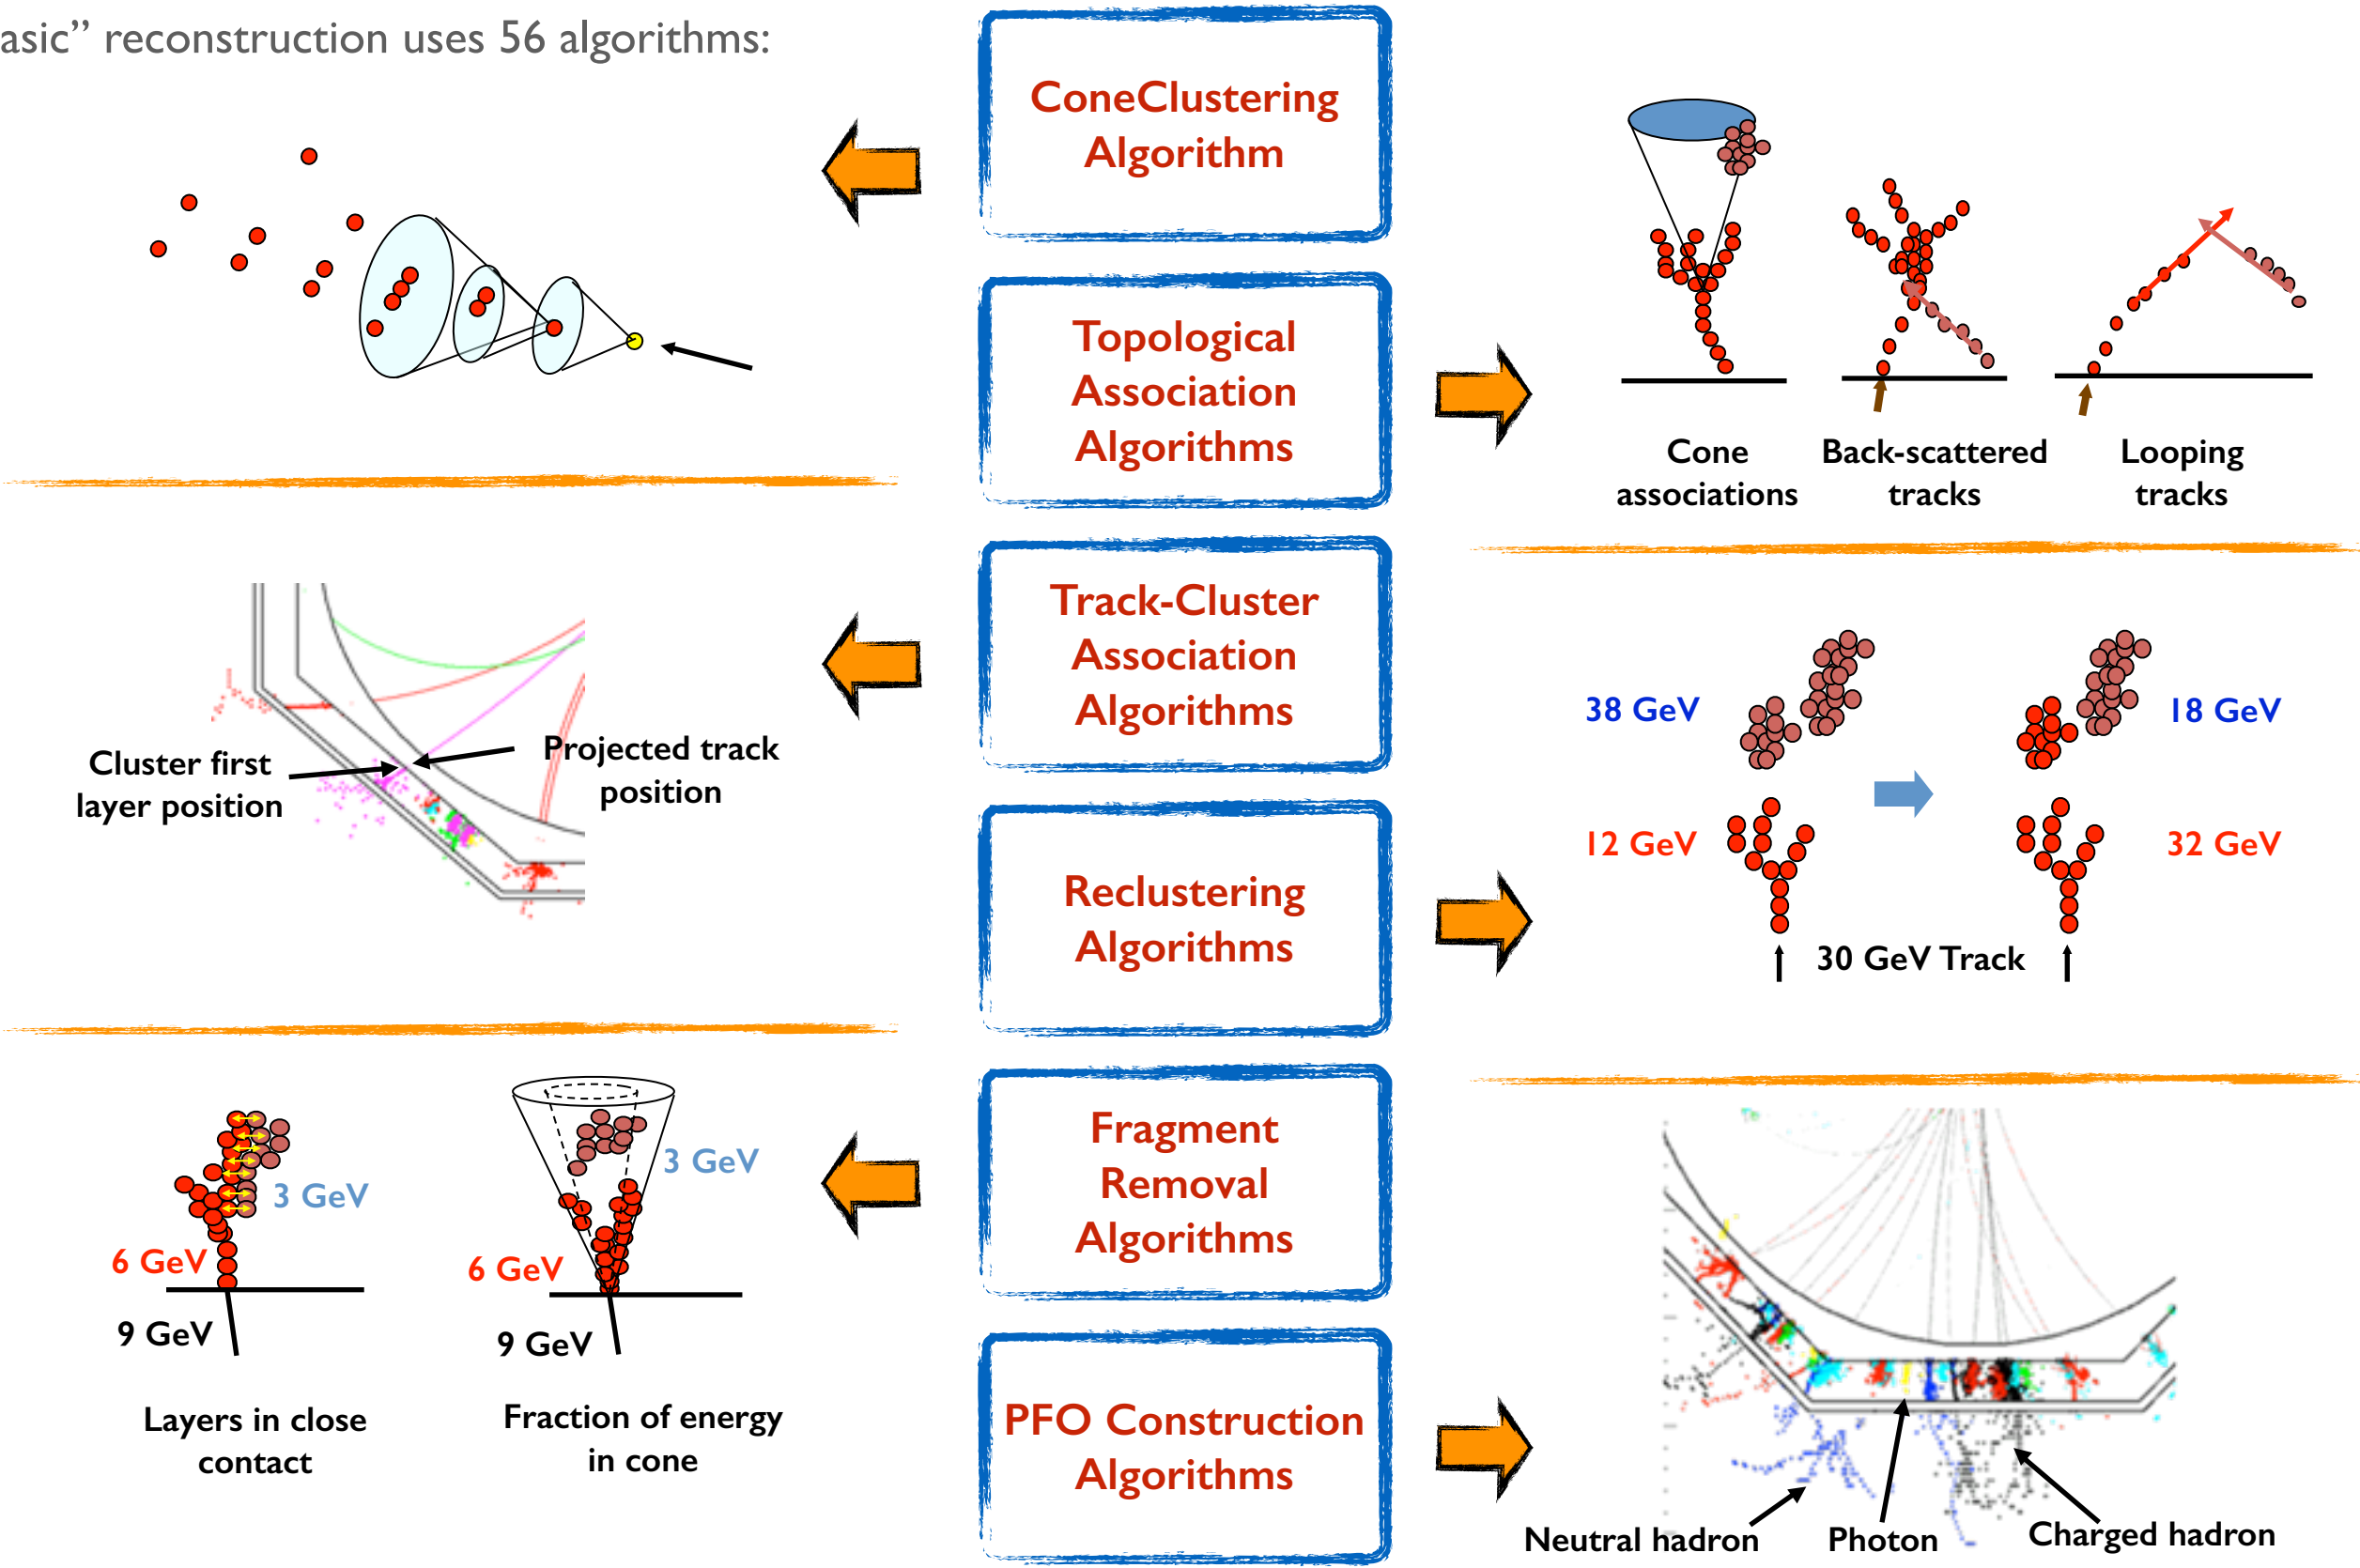 asic” reconstruction uses 56 algorithms:
ConeClustering
Algorithm
Topological
Association
Algorithms
Cone
associations
Back-scattered
tracks
Looping
tracks
Track-Cluster
Association
Algorithms
Cluster first
layer position
Projected track
position
Reclustering
Algorithms
38 GeV
12 GeV
18 GeV
32 GeV
30 GeV Track
Fragment
Removal
Algorithms
3 GeV
6 GeV
9 GeV
Layers in close
contact
3 GeV
6 GeV
9 GeV
Fraction of energy
in cone
PFO Construction
Algorithms
Neutral hadron
Photon
Charged hadron